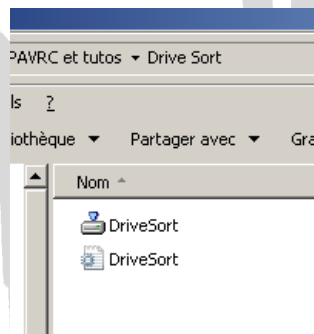 PAVRC et tutos ▾ Drive Sort
ls ?
iothèque ▾ Partager avec ▾ Gra
Nom
DriveSort
DriveSort